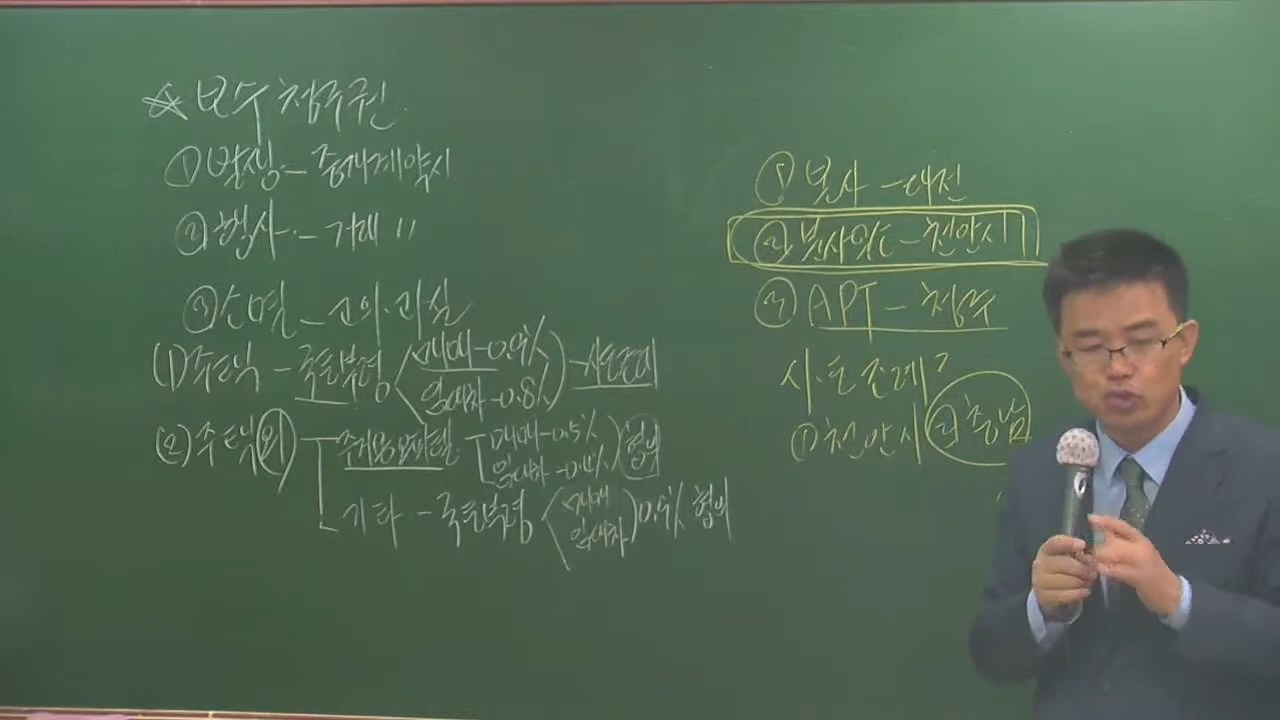 ☆ 보수 청구권
① 발생 - 중개계약시
② 행사 - 거래 〃
③ 소멸 - 고의·과실
(1) 주택 - 국토부령 < 매매 - 0.9% 임대차 - 0.8% > - 시·도조례
(2) 주택외 주거용오피스텔 매매 - 0.5% 임대차 - 0.4% 협의
기타 - 국토부령 < 매매 임대차 > 0.9% 협의
① 본사 - 대전
② 분사무소 - 천안시
③ APT - 청주
시·도 조례?
① 천안시 ② 충남